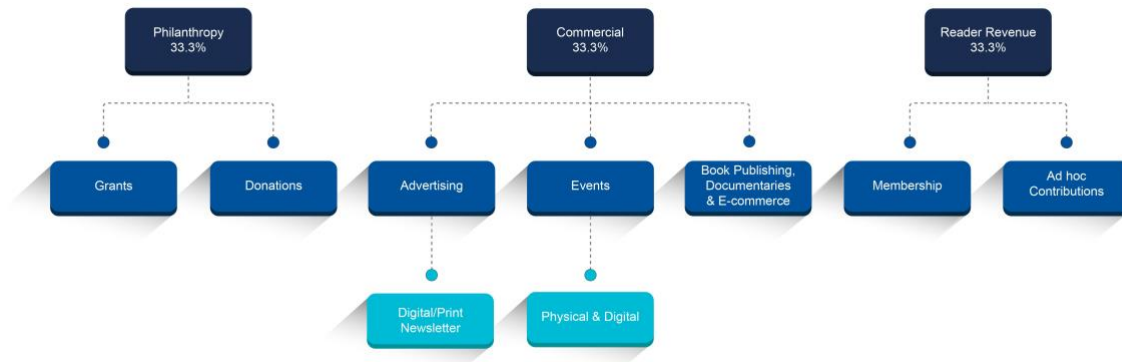 Philanthropy
33.3%
Commercial
33.3%
Reader Revenue
33.3%
Grants
Donations
Advertising
Events
Book Publishing,
Documentaries
& E-commerce
Membership
Ad hoc
Contributions
Digital/Print
Newsletter
Physical & Digital